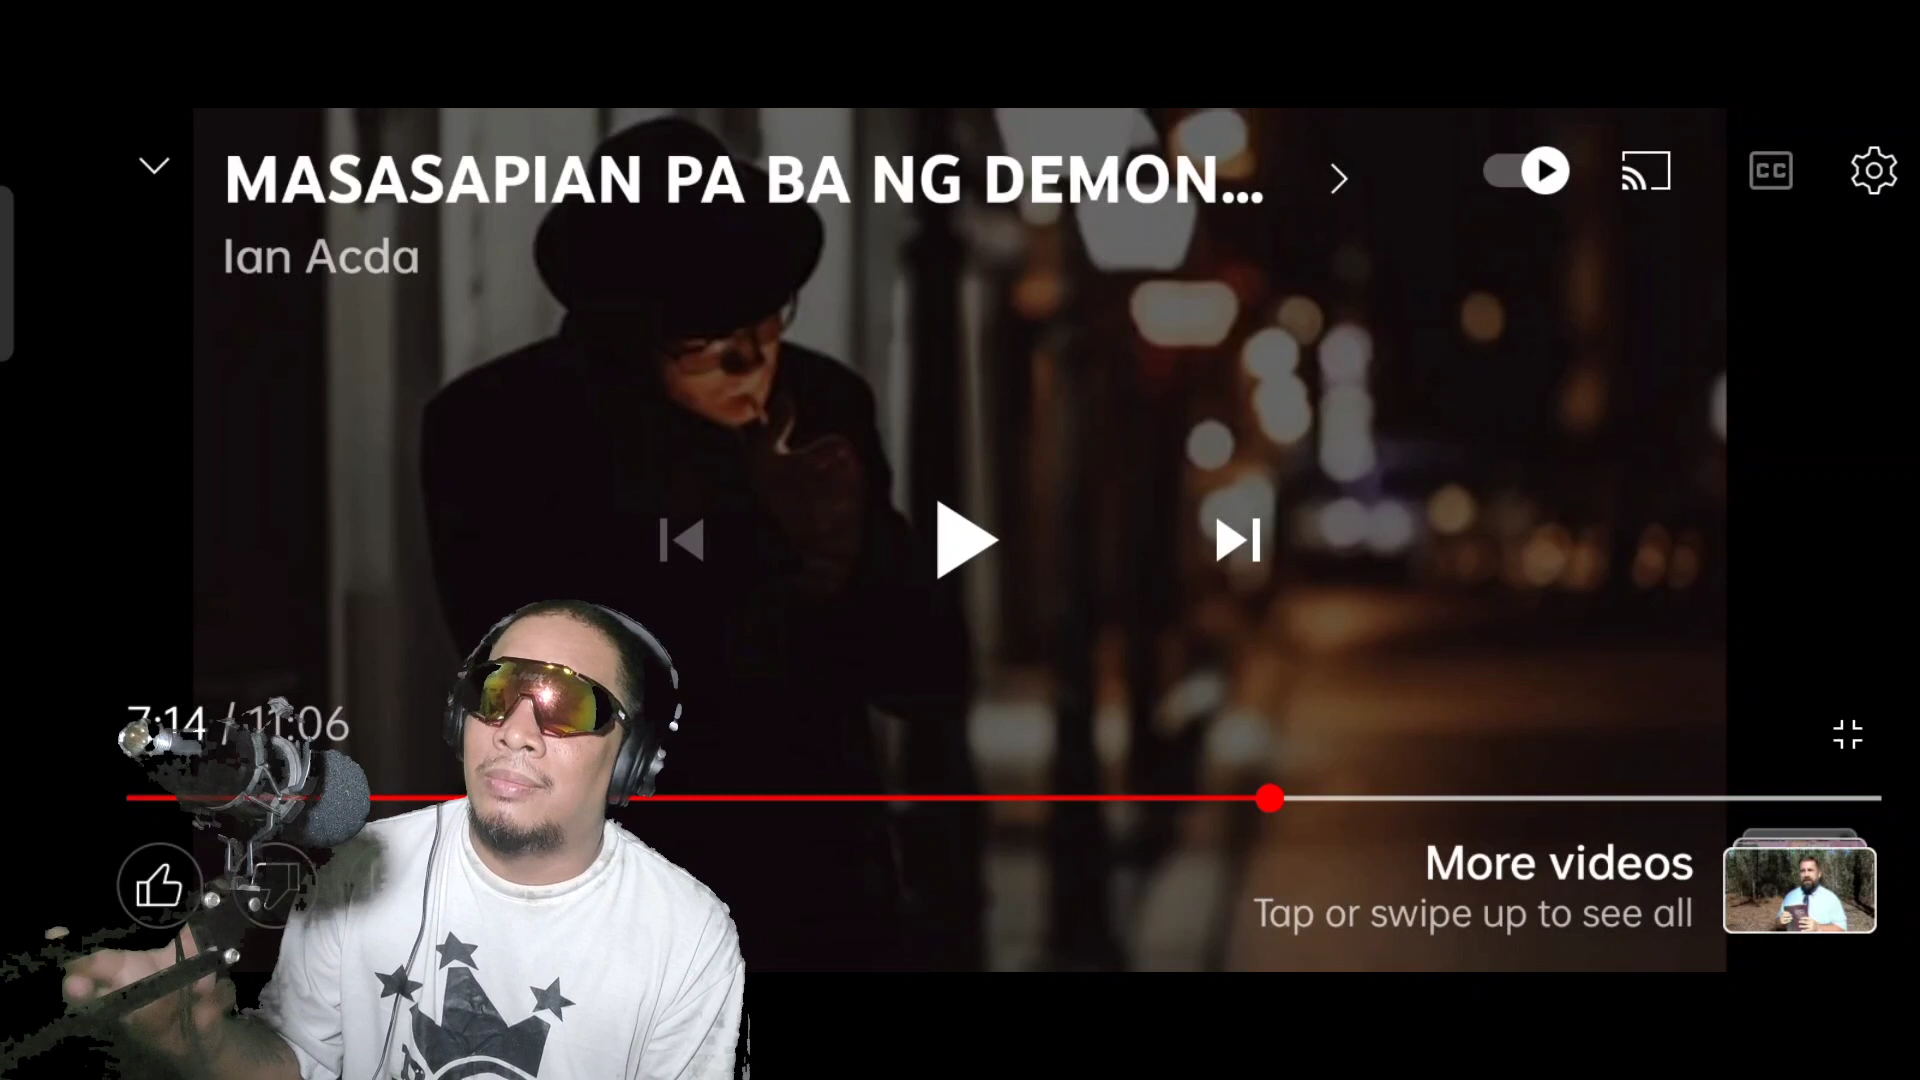 MASASAPIAN PA BA NG DEMON...
Ian Acda
CC
7:14 / 11:06
More videos
Tap or swipe up to see all